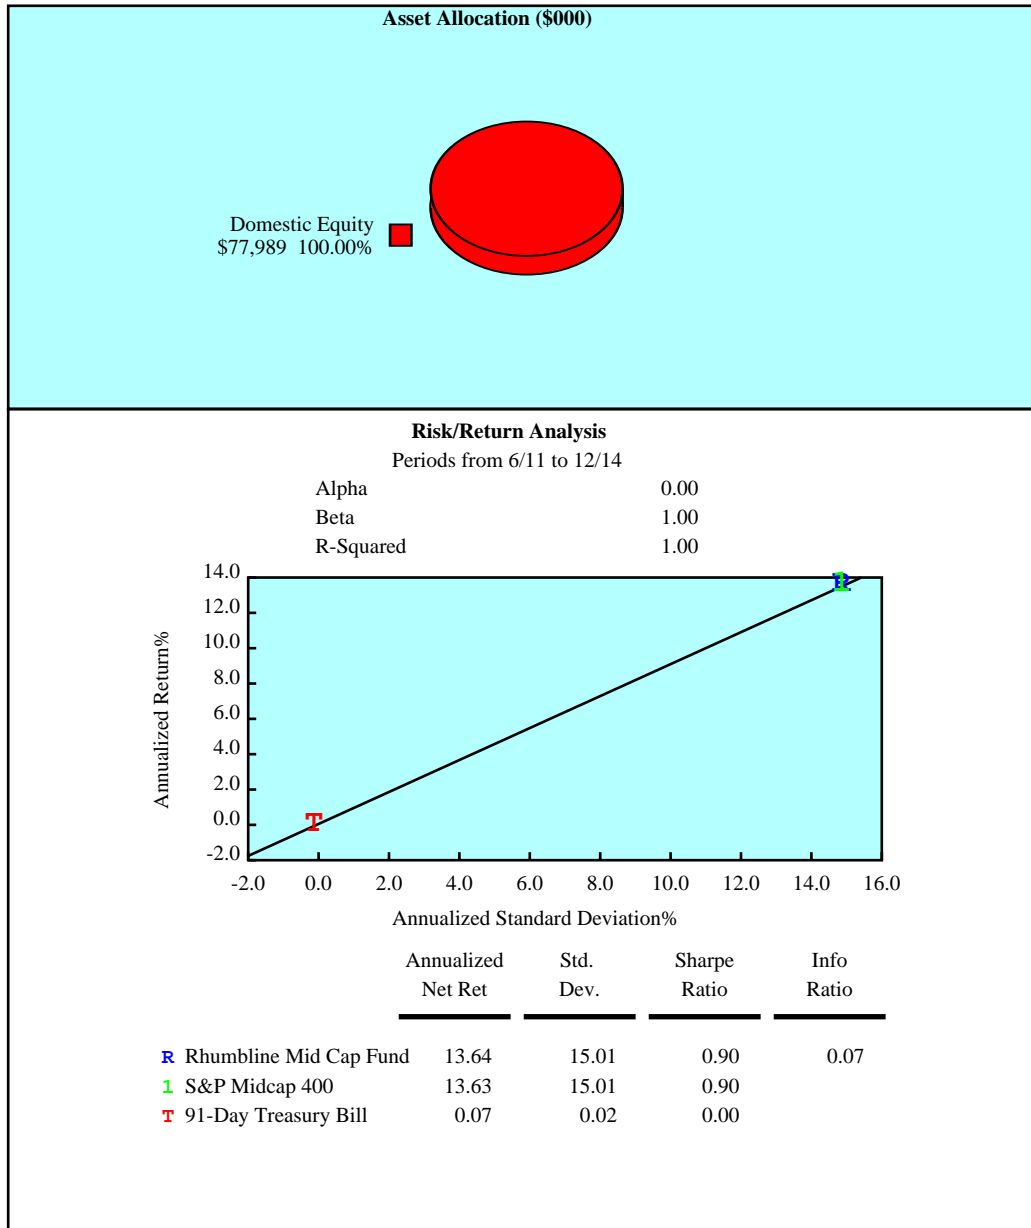 Asset Allocation ($000)
Domestic Equity
$77,989 100.00%
Risk/Return Analysis
Periods from 6/11 to 12/14
Alpha 0.00
Beta 1.00
R-Squared 1.00
14.0
12.0
10.0
8.0
6.0
4.0
2.0
0.0
-2.0
Annualized Return%
R
1
T
-2.0 0.0 2.0 4.0 6.0 8.0 10.0 12.0 14.0 16.0
Annualized Standard Deviation%
Annualized Std. Sharpe Info
Net Ret Dev. Ratio Ratio
R Rhumbline Mid Cap Fund 13.64 15.01 0.90 0.07
1 S&P Midcap 400 13.63 15.01 0.90
T 91-Day Treasury Bill 0.07 0.02 0.00